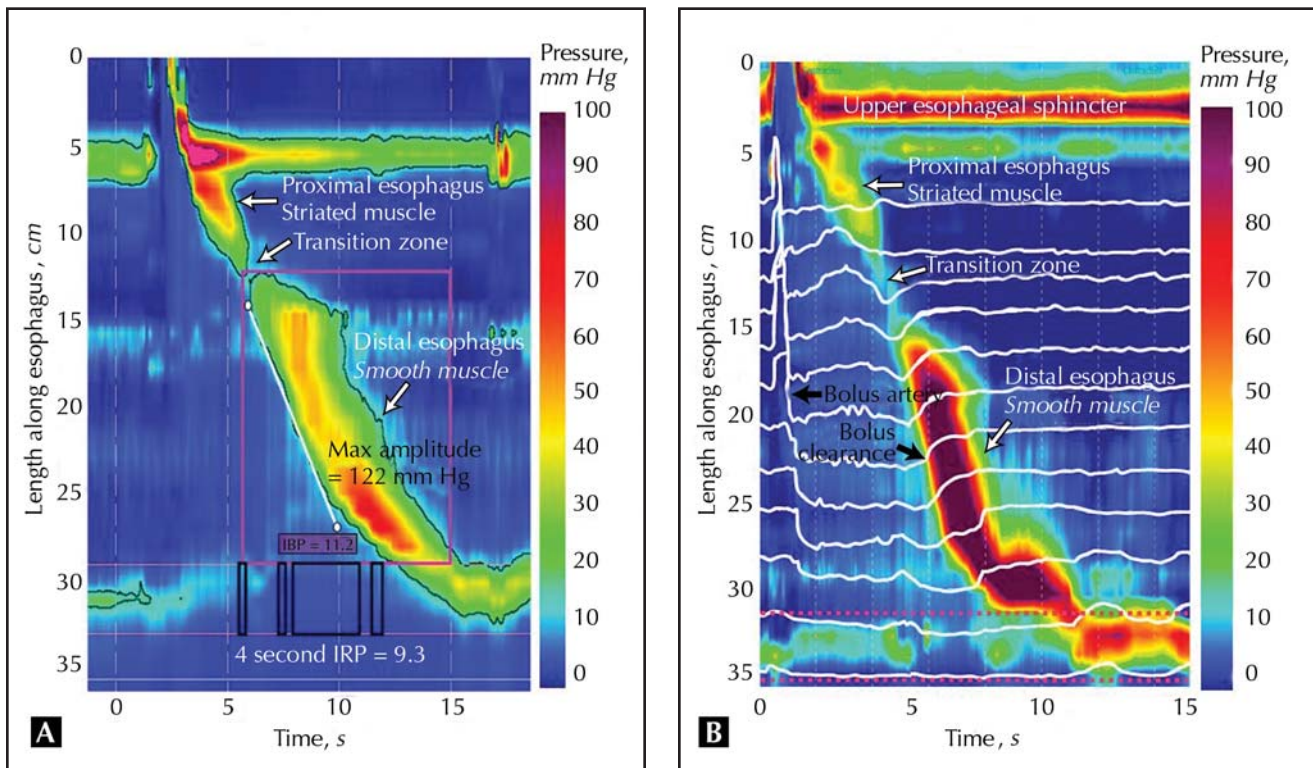 Pressure,
mm Hg
0
5
10
15
20
25
30
35
Length along esophagus , cm
Proximal esophagus
Striated muscle
Transition zone
Distal esophagus
Smooth muscle
Max amplitude
= 122 mm Hg
IBP = 11.2
4 second IRP = 9.3
100
90
80
70
60
50
40
30
20
10
0
0
5
10
15
Time, s
A
Pressure,
mm Hg
0
5
10
15
20
25
30
35
Length along esophagus , cm
Upper esophageal sphincter
Proximal esophagus
Striated muscle
Transition zone
Bolus artery
Bolus
clearance
Distal esophagus
Smooth muscle
100
90
80
70
60
50
40
30
20
10
0
0
5
10
15
Time, s
B